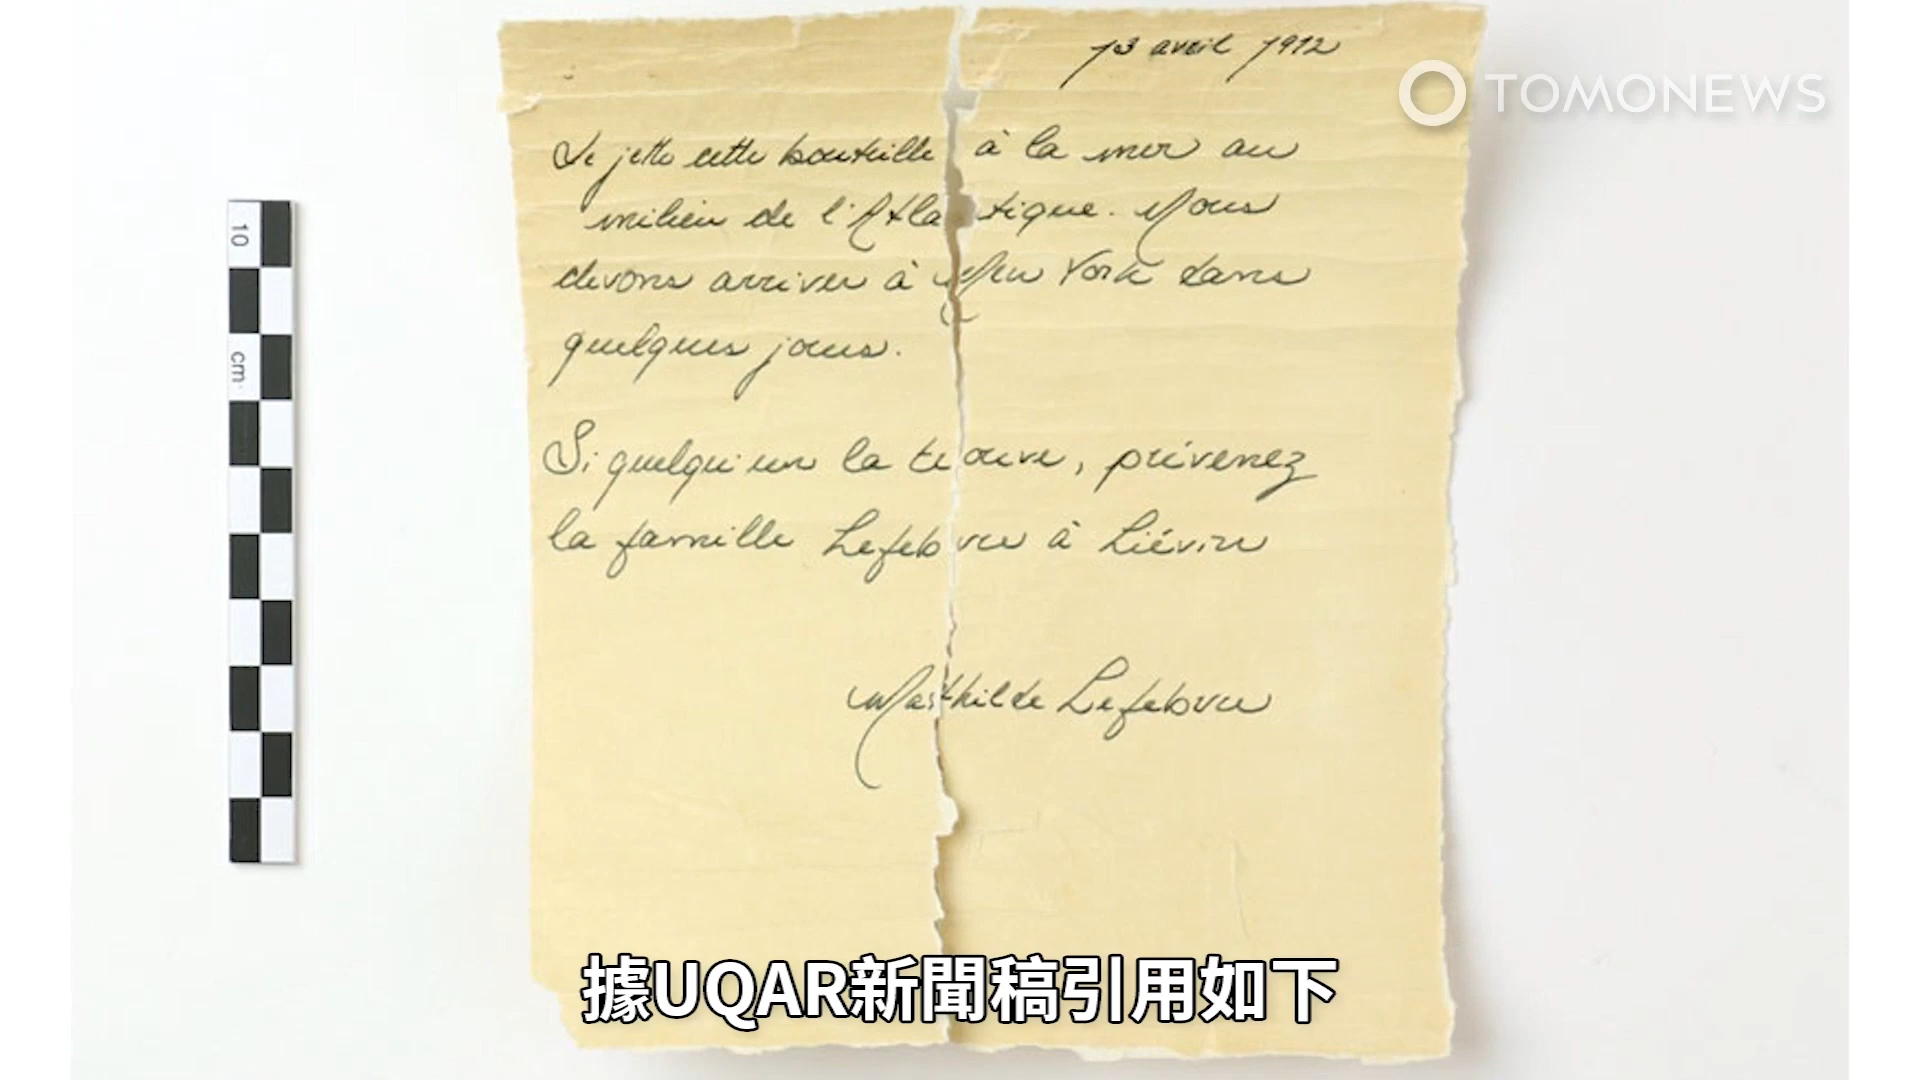 13 avril 1912
TOMONEWS
Je jette cette bouteille à la mer au
milieu de l'Atlatique. Nous
devons arriver à New York dans
quelques jours.
Si quelqu'un la trouve, prévenez
la famille Lefebvre à Liévin
Mathilde Lefebvre
10
cm
據UQAR新聞稿引用如下